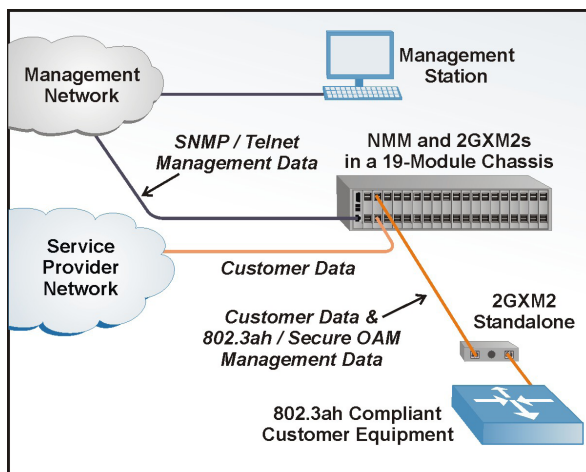 Management
Network
Management
Station
SNMP / Telnet
Management Data
NMM and 2GXM2s
in a 19-Module Chassis
Service
Provider
Network
Customer Data
Customer Data &
802.3ah / Secure OAM
Management Data
2GXM2
Standalone
802.3ah Compliant
Customer Equipment